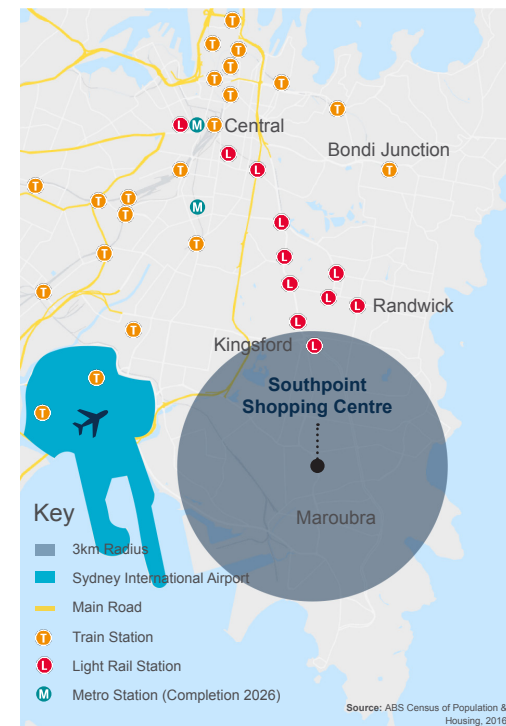 Central
Bondi Junction
Randwick
Kingsford
Southpoint
Shopping Centre
Maroubra
Key
3km Radius
Sydney International Airport
Main Road
T Train Station
L Light Rail Station
M Metro Station (Completion 2026)
Source: ABS Census of Population &
Housing, 2016